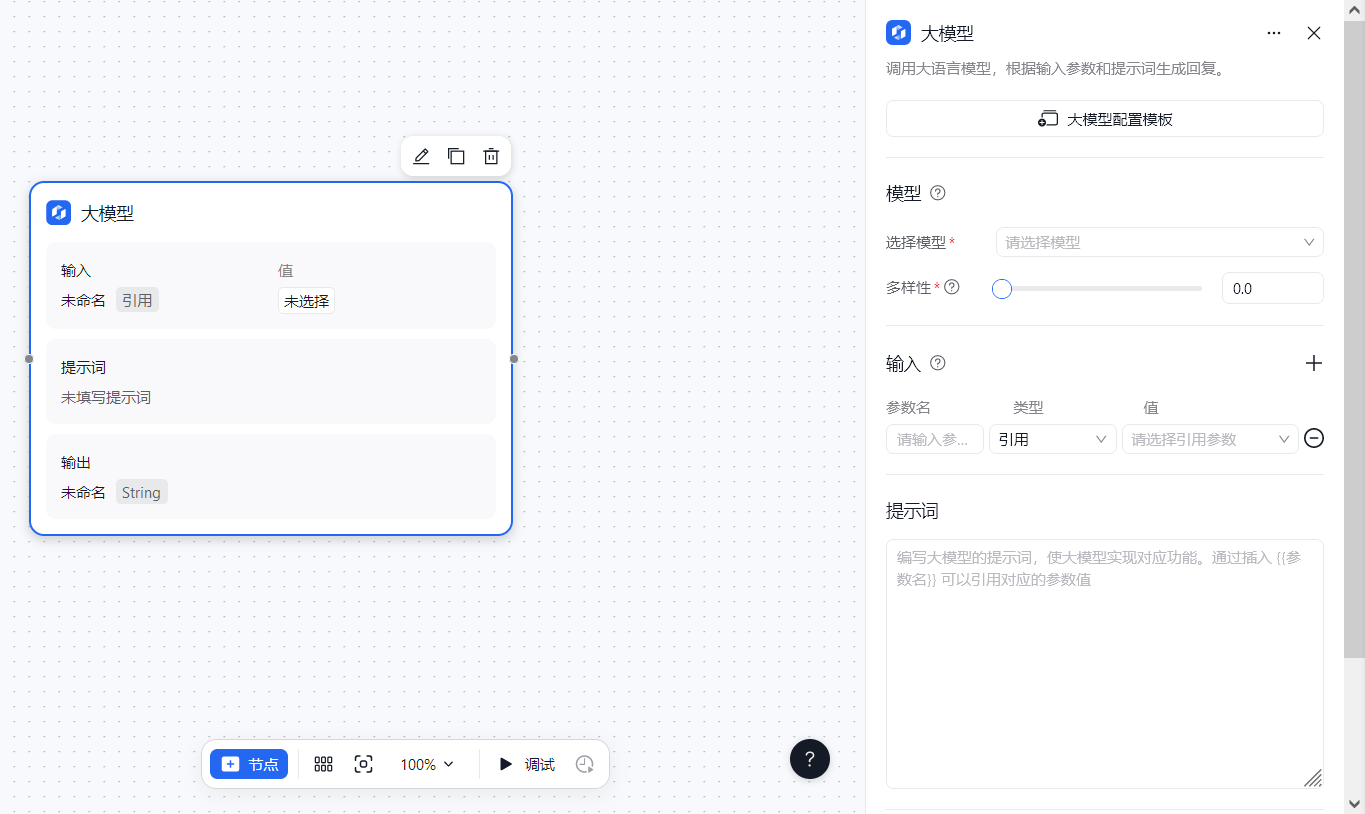 大模型
输入 值
未命名 引用 未选择
提示词
未填写提示词
输出
未命名 String
节点 100% 调试
?
大模型
调用大语言模型，根据输入参数和提示词生成回复。
大模型配置模板
模型 ?
选择模型* 请选择模型
多样性* ? 0.0
输入 ?
参数名 类型 值
请输入参... 引用 请选择引用参数
提示词
编写大模型的提示词，使大模型实现对应功能。通过插入 {{参
数名}} 可以引用对应的参数值